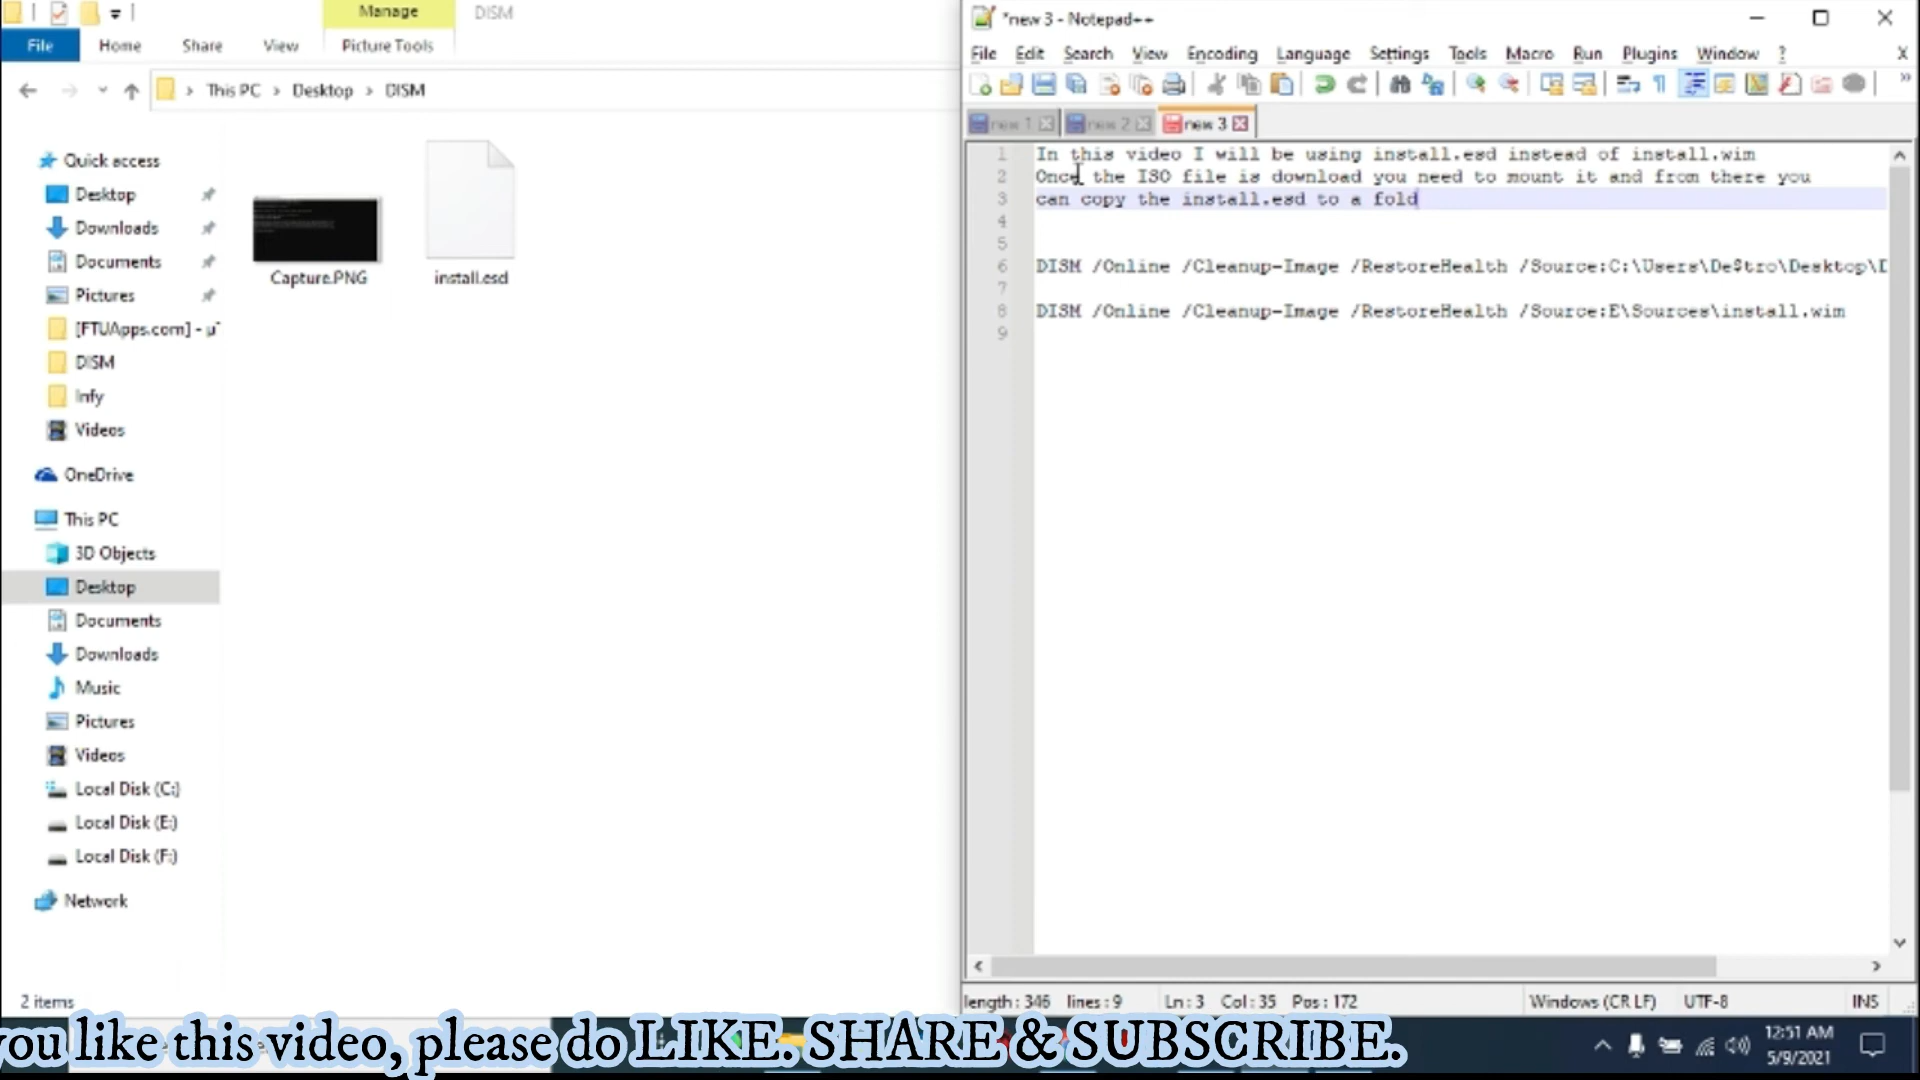 Manage
DISM
File
Home
Share
View
Picture Tools
This PC
Desktop
DISM
Quick access
Desktop
Downloads
Documents
Pictures
[FTUApps.com] - µ
DISM
Infy
Videos
OneDrive
This PC
3D Objects
Desktop
Documents
Downloads
Music
Pictures
Videos
Local Disk (C:)
Local Disk (E:)
Local Disk (F:)
Network
Capture.PNG
install.esd
2 items
*new 3 - Notepad++
File Edit Search View Encoding Language Settings Tools Macro Run Plugins Window ? X
new 1
new 2
new 3
1 In this video I will be using install.esd instead of install.wim
2 Once the ISO file is download you need to mount it and from there you
3 can copy the install.esd to a fold
4
5
6 DISM /Online /Cleanup-Image /RestoreHealth /Source:C:\Users\De$tro\Desktop\D
7
8 DISM /Online /Cleanup-Image /RestoreHealth /Source:E\Sources\install.wim
9
length : 346 lines : 9 Ln : 3 Col : 35 Pos : 172 Windows (CR LF) UTF-8 INS
you like this video, please do LIKE. SHARE & SUBSCRIBE.
12:51 AM
5/9/2021